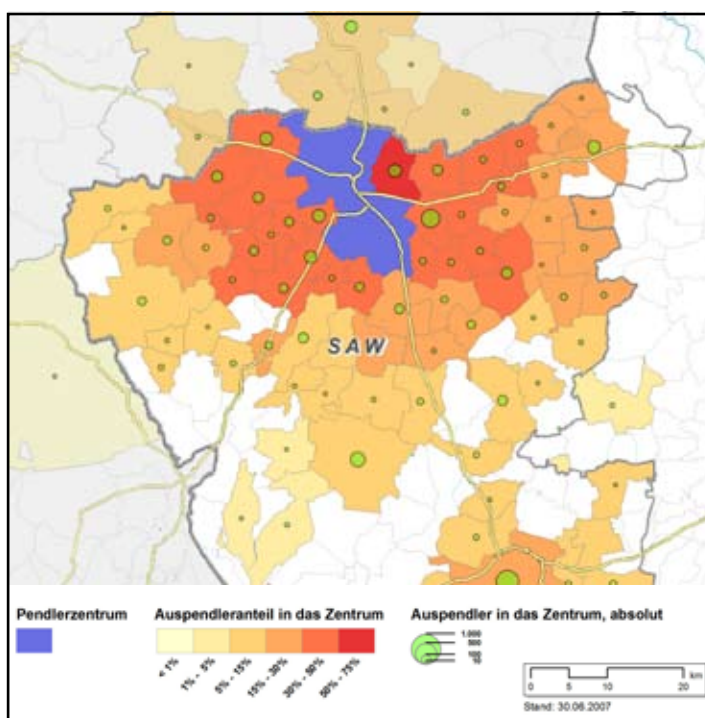 SAW
Pendlerzentrum
Auspendleranteil in das Zentrum
Auspendler in das Zentrum, absolut
< 1%
1% - 5%
5% - 15%
15% - 30%
30% - 50%
50% - 75%
1.000
500
100
km
0 5 10 20
Stand: 30.06.2007